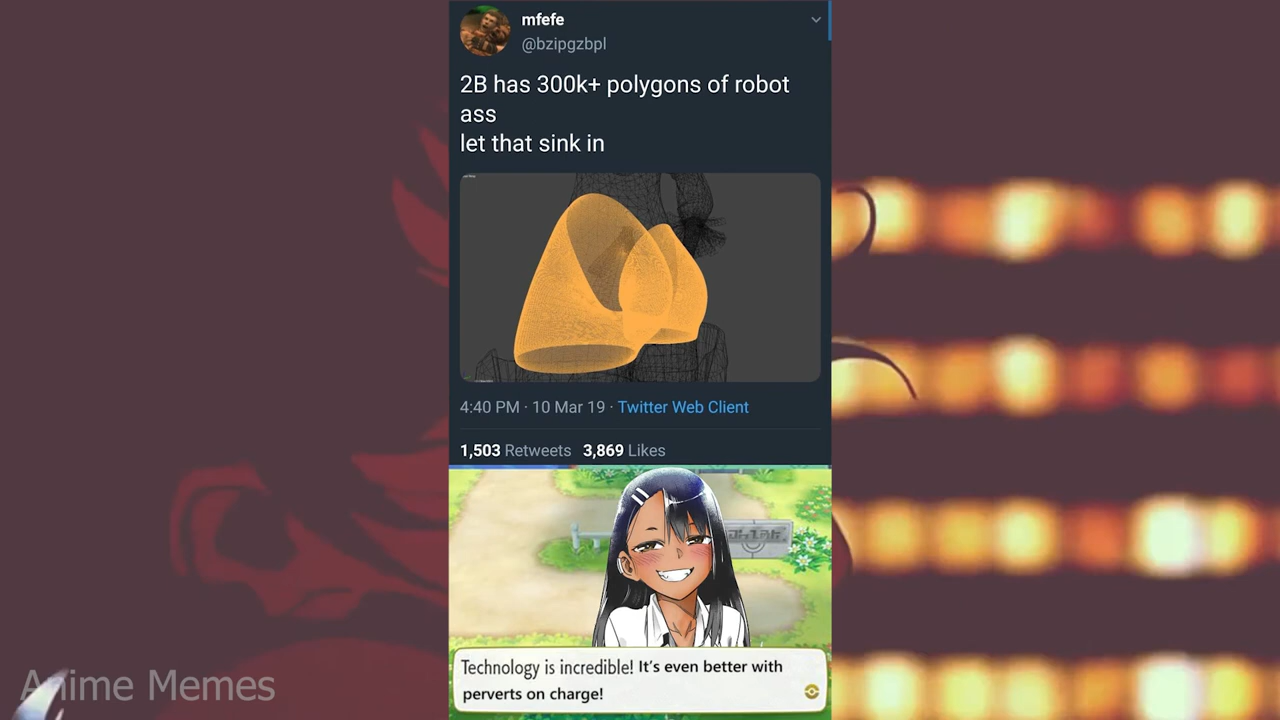 mfefe
@bzipgzbpl
2B has 300k+ polygons of robot
ass
let that sink in
4:40 PM · 10 Mar 19 · Twitter Web Client
1,503 Retweets 3,869 Likes
Technology is incredible! It's even better with
perverts on charge!
Anime Memes